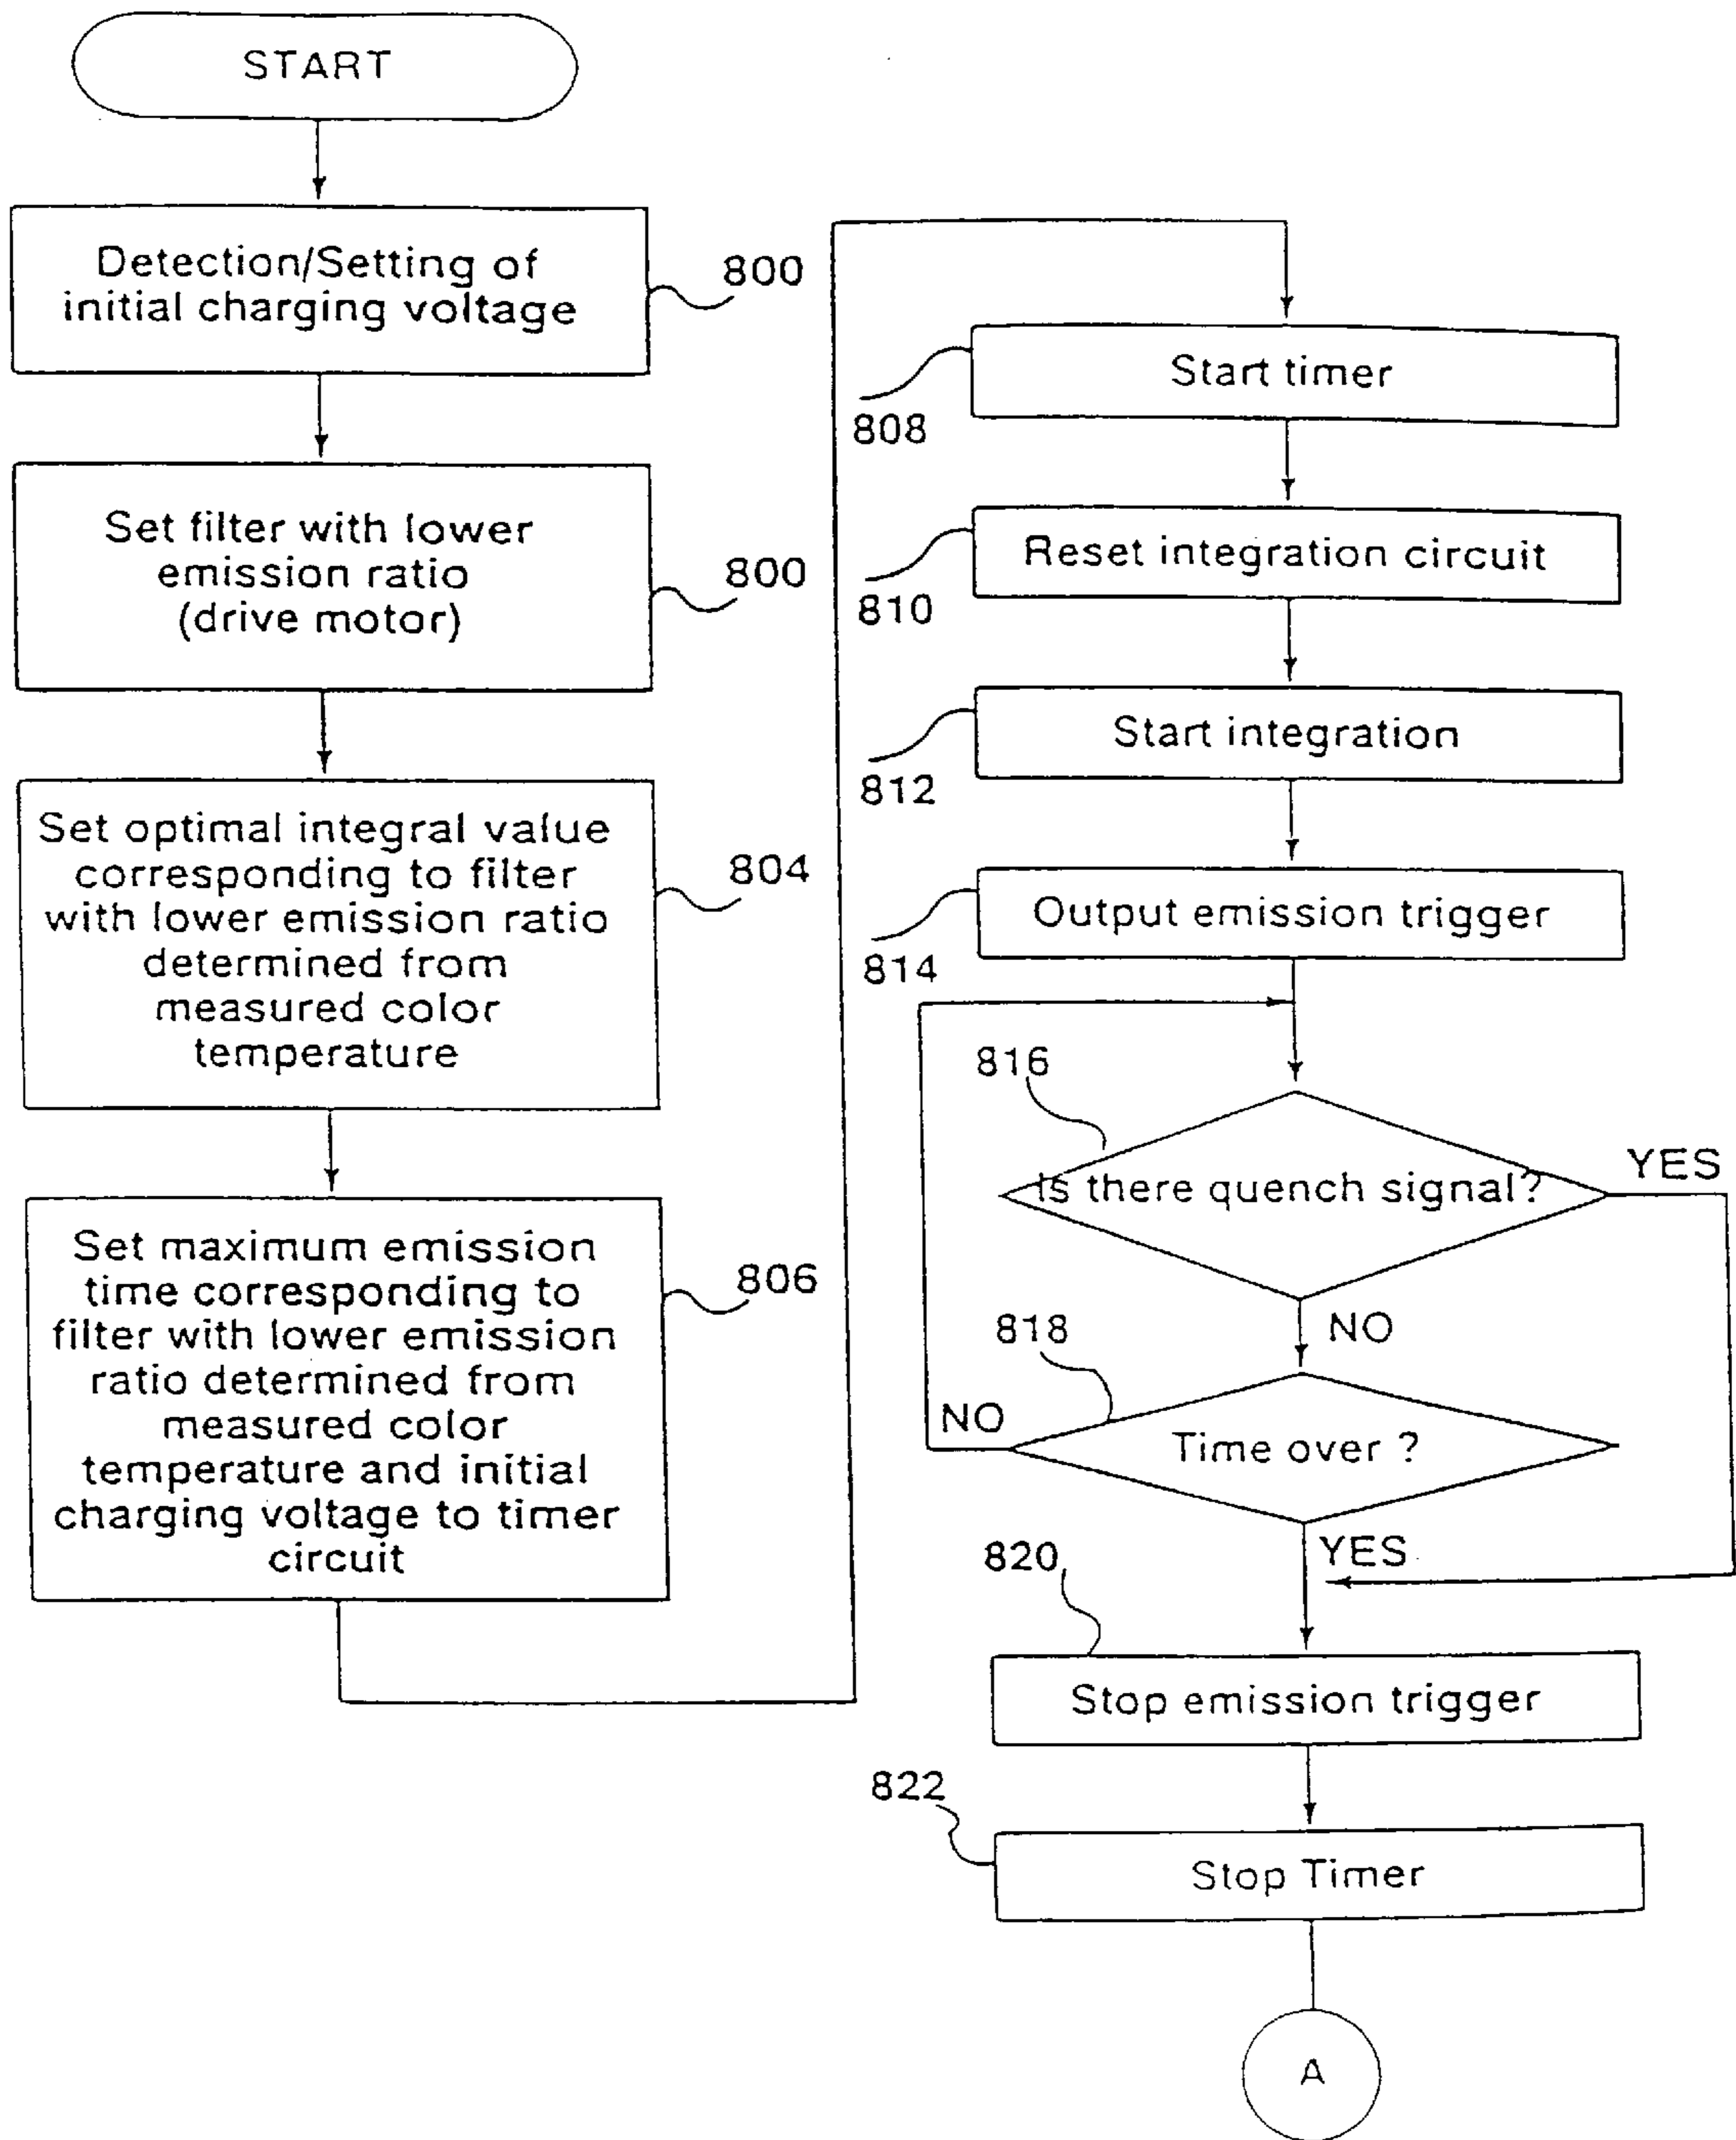 START
Detection/Setting of
initial charging voltage
800
Set filter with lower
emission ratio
(drive motor)
800
Set optimal integral value
corresponding to filter
with lower emission ratio
determined from
measured color
temperature
804
Set maximum emission
time corresponding to
filter with lower emission
ratio determined from
measured color
temperature and initial
charging voltage to timer
circuit
806
Start timer
808
Reset integration circuit
810
Start integration
812
Output emission trigger
814
816
Is there quench signal?
YES
NO
818
Time over ?
NO
YES
820
Stop emission trigger
822
Stop Timer
A